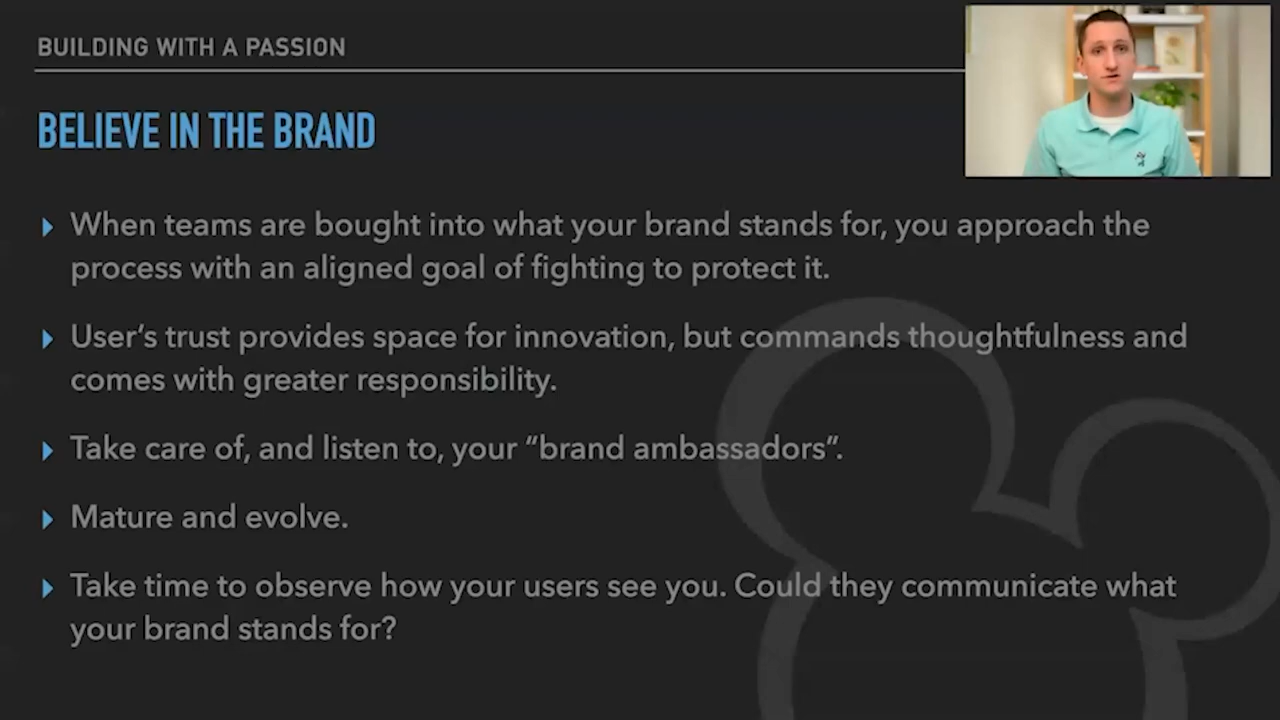 BUILDING WITH A PASSION
BELIEVE IN THE BRAND
When teams are bought into what your brand stands for, you approach the
process with an aligned goal of fighting to protect it.
User’s trust provides space for innovation, but commands thoughtfulness and
comes with greater responsibility.
Take care of, and listen to, your “brand ambassadors”.
Mature and evolve.
Take time to observe how your users see you. Could they communicate what
your brand stands for?